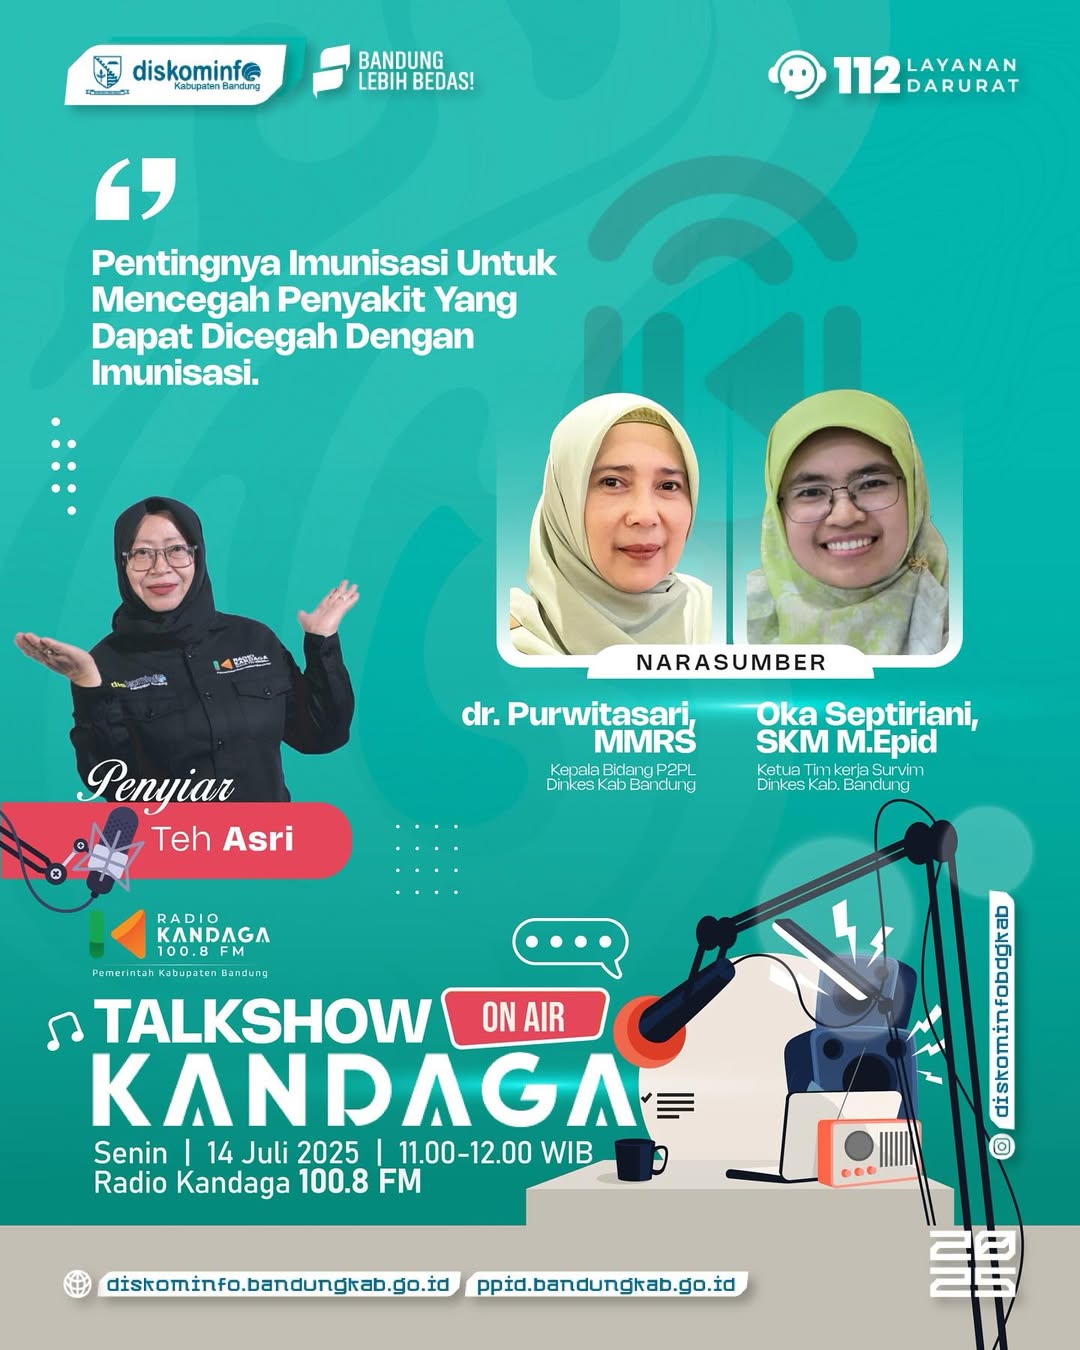 diskominfo
Kabupaten Bandung
BANDUNG
LEBIH BEDAS!
112 LAYANAN
DARURAT
Pentingnya Imunisasi Untuk
Mencegah Penyakit Yang
Dapat Dicegah Dengan
Imunisasi.
RADIO
KANDAGA
diskominfo
NARASUMBER
dr. Purwitasari,
MMRS
Kepala Bidang P2PL
Dinkes Kab Bandung
Oka Septiriani,
SKM M.Epid
Ketua Tim kerja Survim
Dinkes Kab. Bandung
Penyiar
Teh Asri
RADIO
KANDAGA
100.8 FM
Pemerintah Kabupaten Bandung
TALKSHOW ON AIR
KANDAGA
Senin | 14 Juli 2025 | 11.00-12.00 WIB
Radio Kandaga 100.8 FM
diskominfobdgkab
2025
diskominfo.bandungkab.go.id ppid.bandungkab.go.id